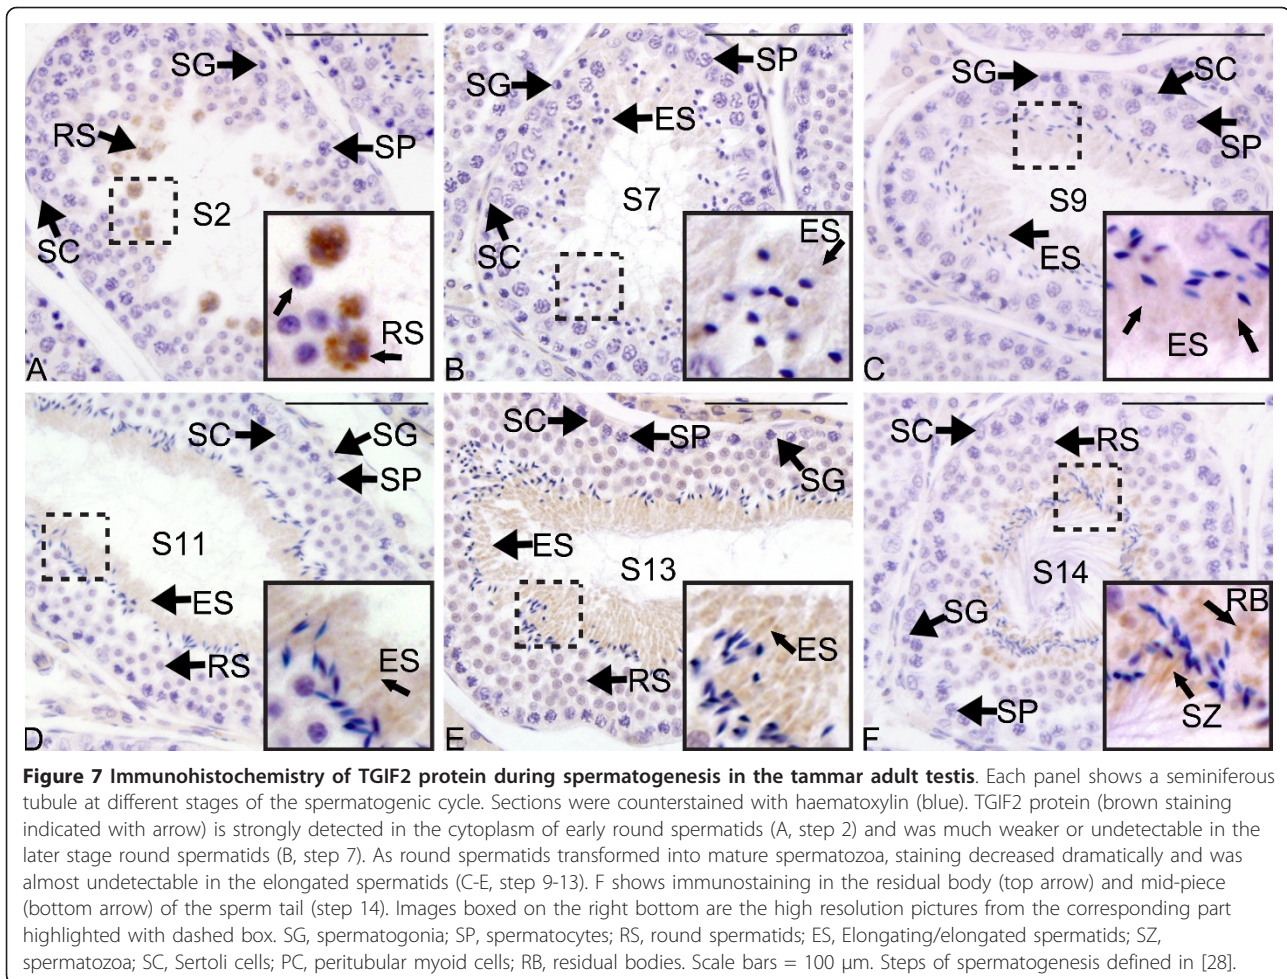 SG
RS
SP
SC
S2
RS
A
SP
SG
ES
S7
SC
ES
B
SG
SC
SP
S9
ES
ES
C
SC
SG
SP
S11
ES
RS
ES
D
SC
SP
SG
ES
S13
RS
ES
E
SC
RS
S14
SG
SP
RB
SZ
F
Figure 7 Immunohistochemistry of TGIF2 protein during spermatogenesis in the tammar adult testis. Each panel shows a seminiferous
tubule at different stages of the spermatogenic cycle. Sections were counterstained with haematoxylin (blue). TGIF2 protein (brown staining
indicated with arrow) is strongly detected in the cytoplasm of early round spermatids (A, step 2) and was much weaker or undetectable in the
later stage round spermatids (B, step 7). As round spermatids transformed into mature spermatozoa, staining decreased dramatically and was
almost undetectable in the elongated spermatids (C-E, step 9-13). F shows immunostaining in the residual body (top arrow) and mid-piece
(bottom arrow) of the sperm tail (step 14). Images boxed on the right bottom are the high resolution pictures from the corresponding part
highlighted with dashed box. SG, spermatogonia; SP, spermatocytes; RS, round spermatids; ES, Elongating/elongated spermatids; SZ,
spermatozoa; SC, Sertoli cells; PC, peritubular myoid cells; RB, residual bodies. Scale bars = 100 μm. Steps of spermatogenesis defined in [28].